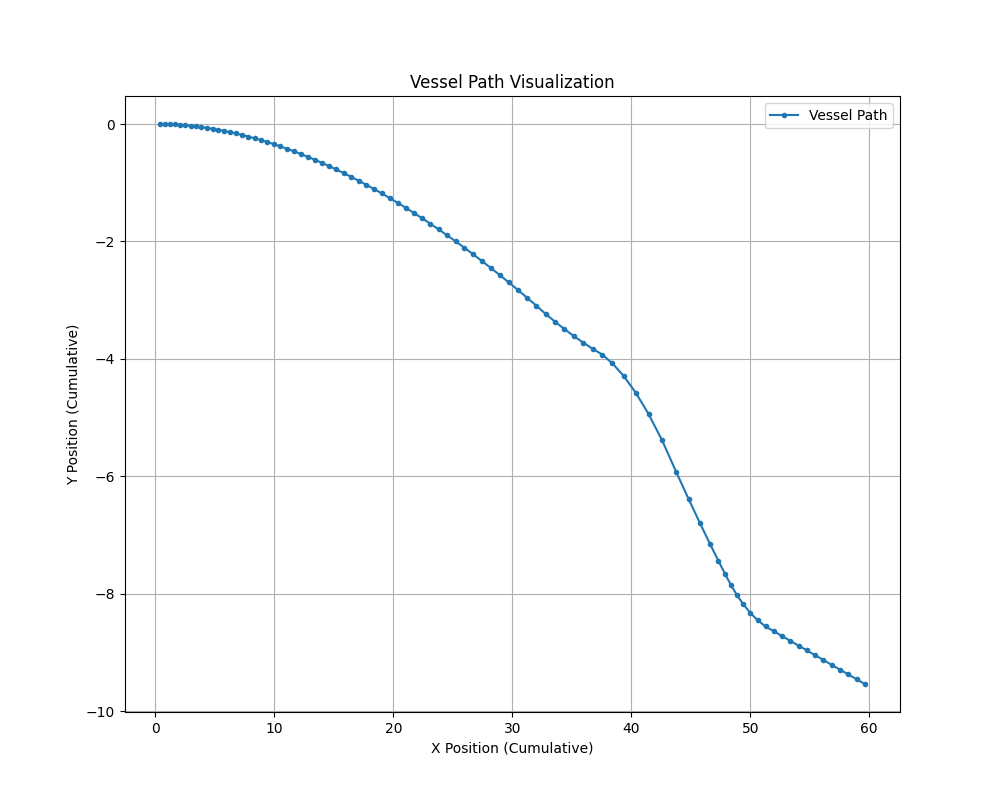 Vessel Path Visualization
Vessel Path
0
−2
−4
−6
−8
−10
Y Position (Cumulative)
0 10 20 30 40 50 60
X Position (Cumulative)